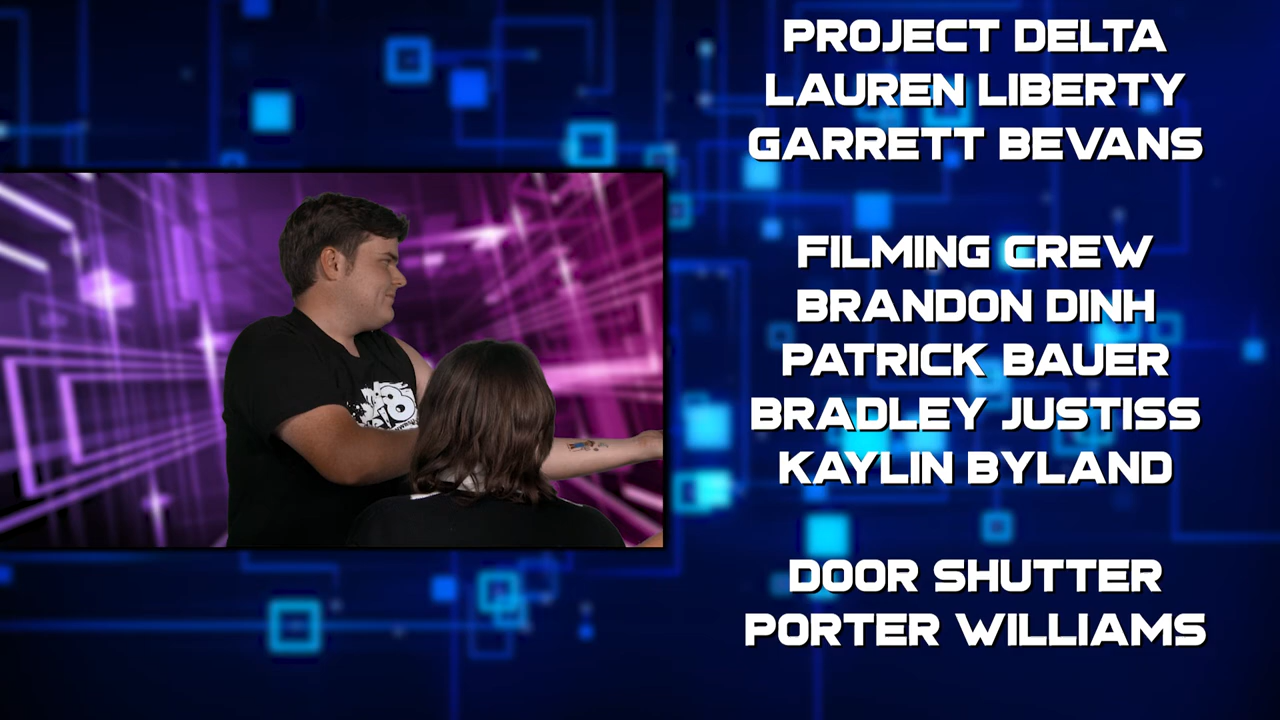 PROJECT DELTA
LAUREN LIBERTY
GARRETT BEVANS
FILMING CREW
BRANDON DINH
PATRICK BAUER
BRADLEY JUSTISS
KAYLIN BYLAND
DOOR SHUTTER
PORTER WILLIAMS